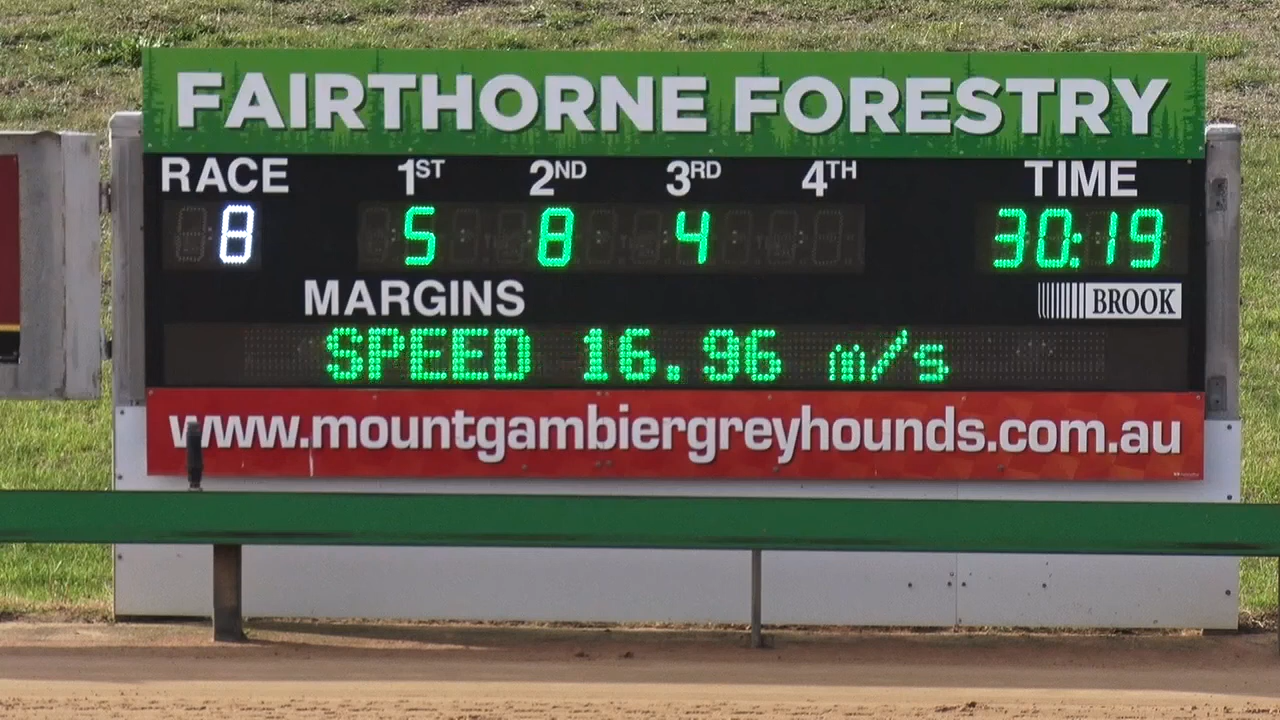 FAIRTHORNE FORESTRY
RACE 1ST 2ND 3RD 4TH TIME
8 5 8 4 30:19
MARGINS
BROOK
SPEED 16.96 m/s
www.mountgambiergreyhounds.com.au